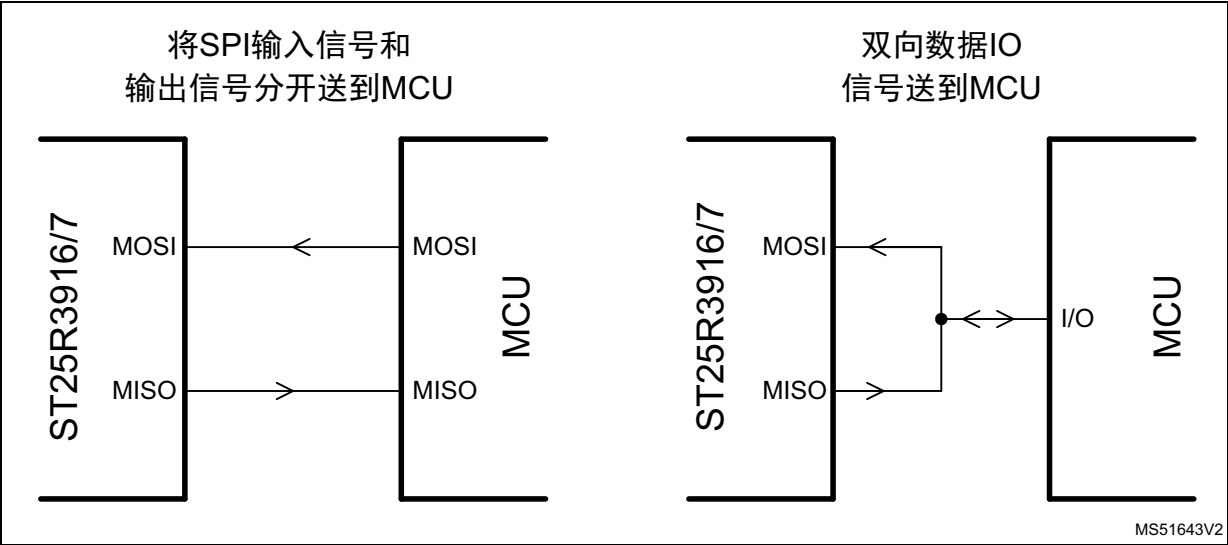 将SPI输入信号和
输出信号分开送到MCU
ST25R3916/7
MOSI
MISO
MOSI
MISO
MCU
双向数据IO
信号送到MCU
ST25R3916/7
MOSI
MISO
I/O
MCU
MS51643V2